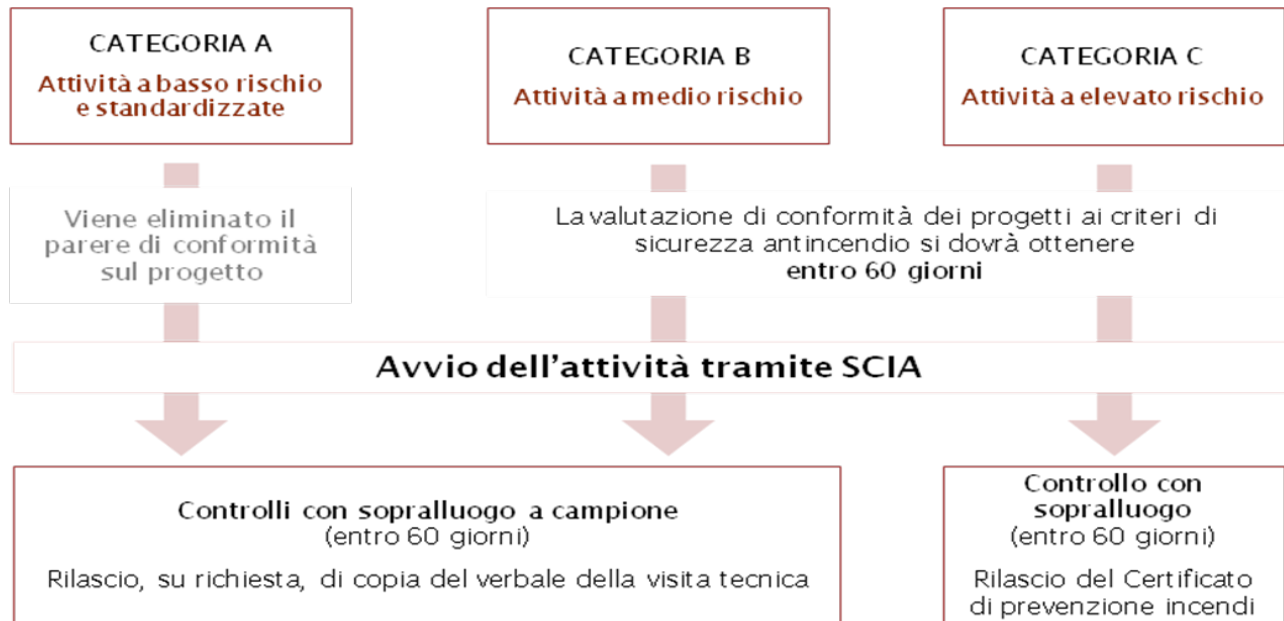 CATEGORIA A
Attività a basso rischio
e standardizzate
CATEGORIA B
Attività a medio rischio
CATEGORIA C
Attività a elevato rischio
Viene eliminato il
parere di conformità
sul progetto
La valutazione di conformità dei progetti ai criteri di
sicurezza antincendio si dovrà ottenere
entro 60 giorni
Avvio dell'attività tramite SCIA
Controlli con sopralluogo a campione
(entro 60 giorni)
Rilascio, su richiesta, di copia del verbale della visita tecnica
Controllo con
sopralluogo
(entro 60 giorni)
Rilascio del Certificato
di prevenzione incendi